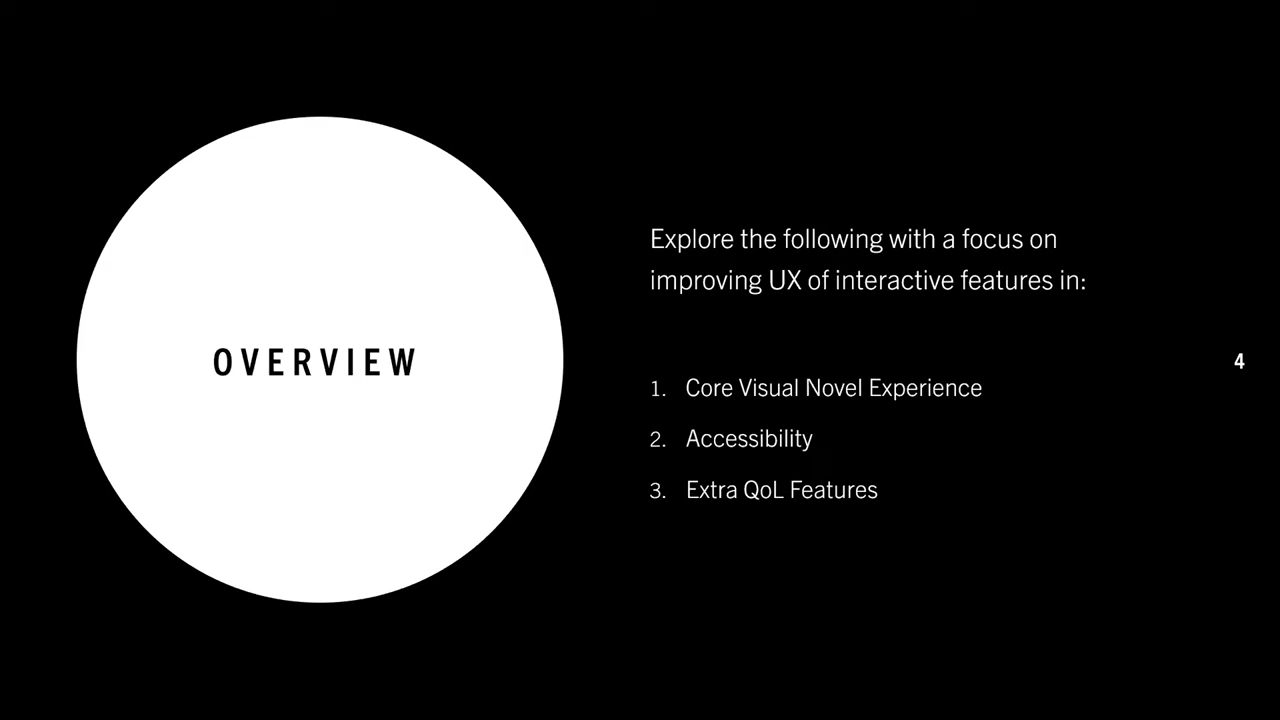 OVERVIEW
Explore the following with a focus on
improving UX of interactive features in:
1. Core Visual Novel Experience
2. Accessibility
3. Extra QoL Features
4